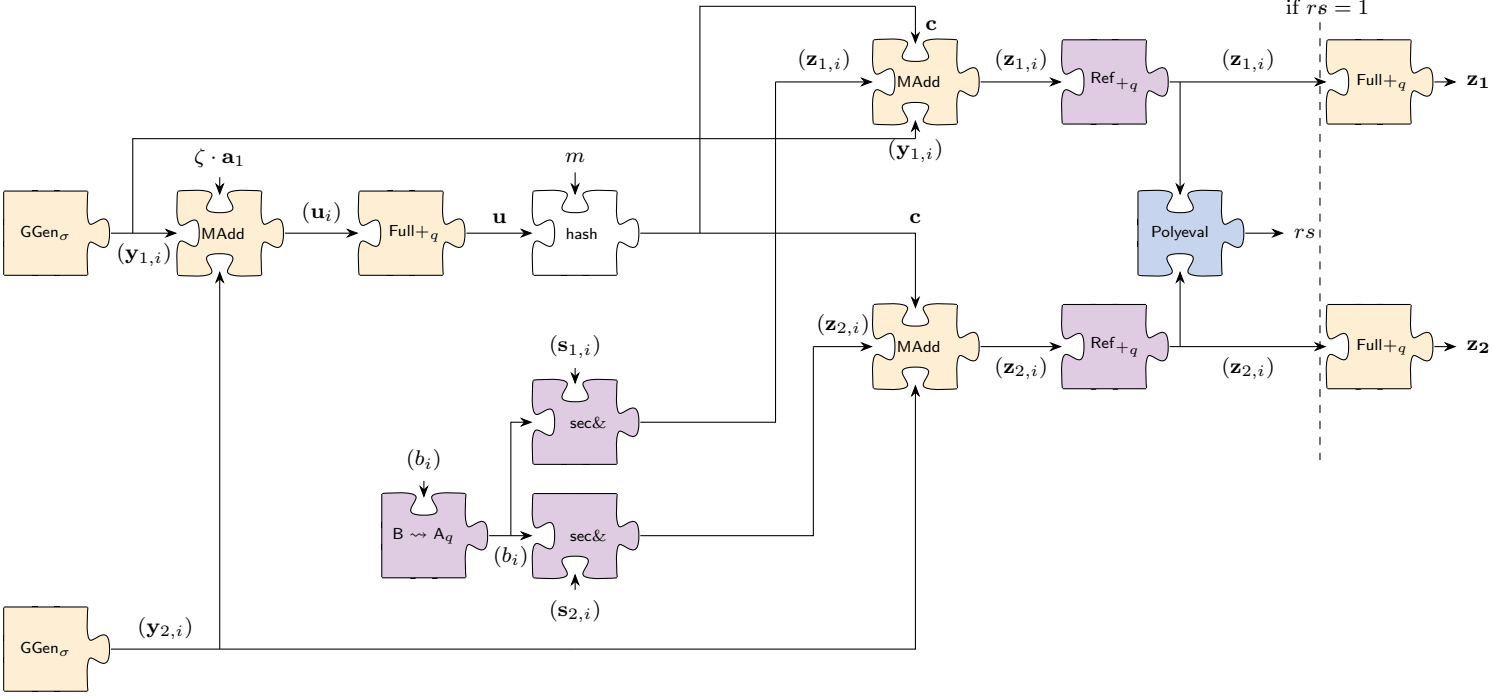 if rs = 1
c
(z₁,ᵢ) MAdd (z₁,ᵢ) Ref₊q (z₁,ᵢ) Full+q z₁
(y₁,ᵢ)
ζ · a₁
m
GGenσ (y₁,ᵢ) MAdd (uᵢ) Full+q u hash
c
Polyeval rs
(z₂,ᵢ) MAdd (z₂,ᵢ) Ref₊q (z₂,ᵢ) Full+q z₂
(s₁,ᵢ)
sec&
(bᵢ)
B ⇝ Aq (bᵢ) sec&
(s₂,ᵢ)
GGenσ (y₂,ᵢ)